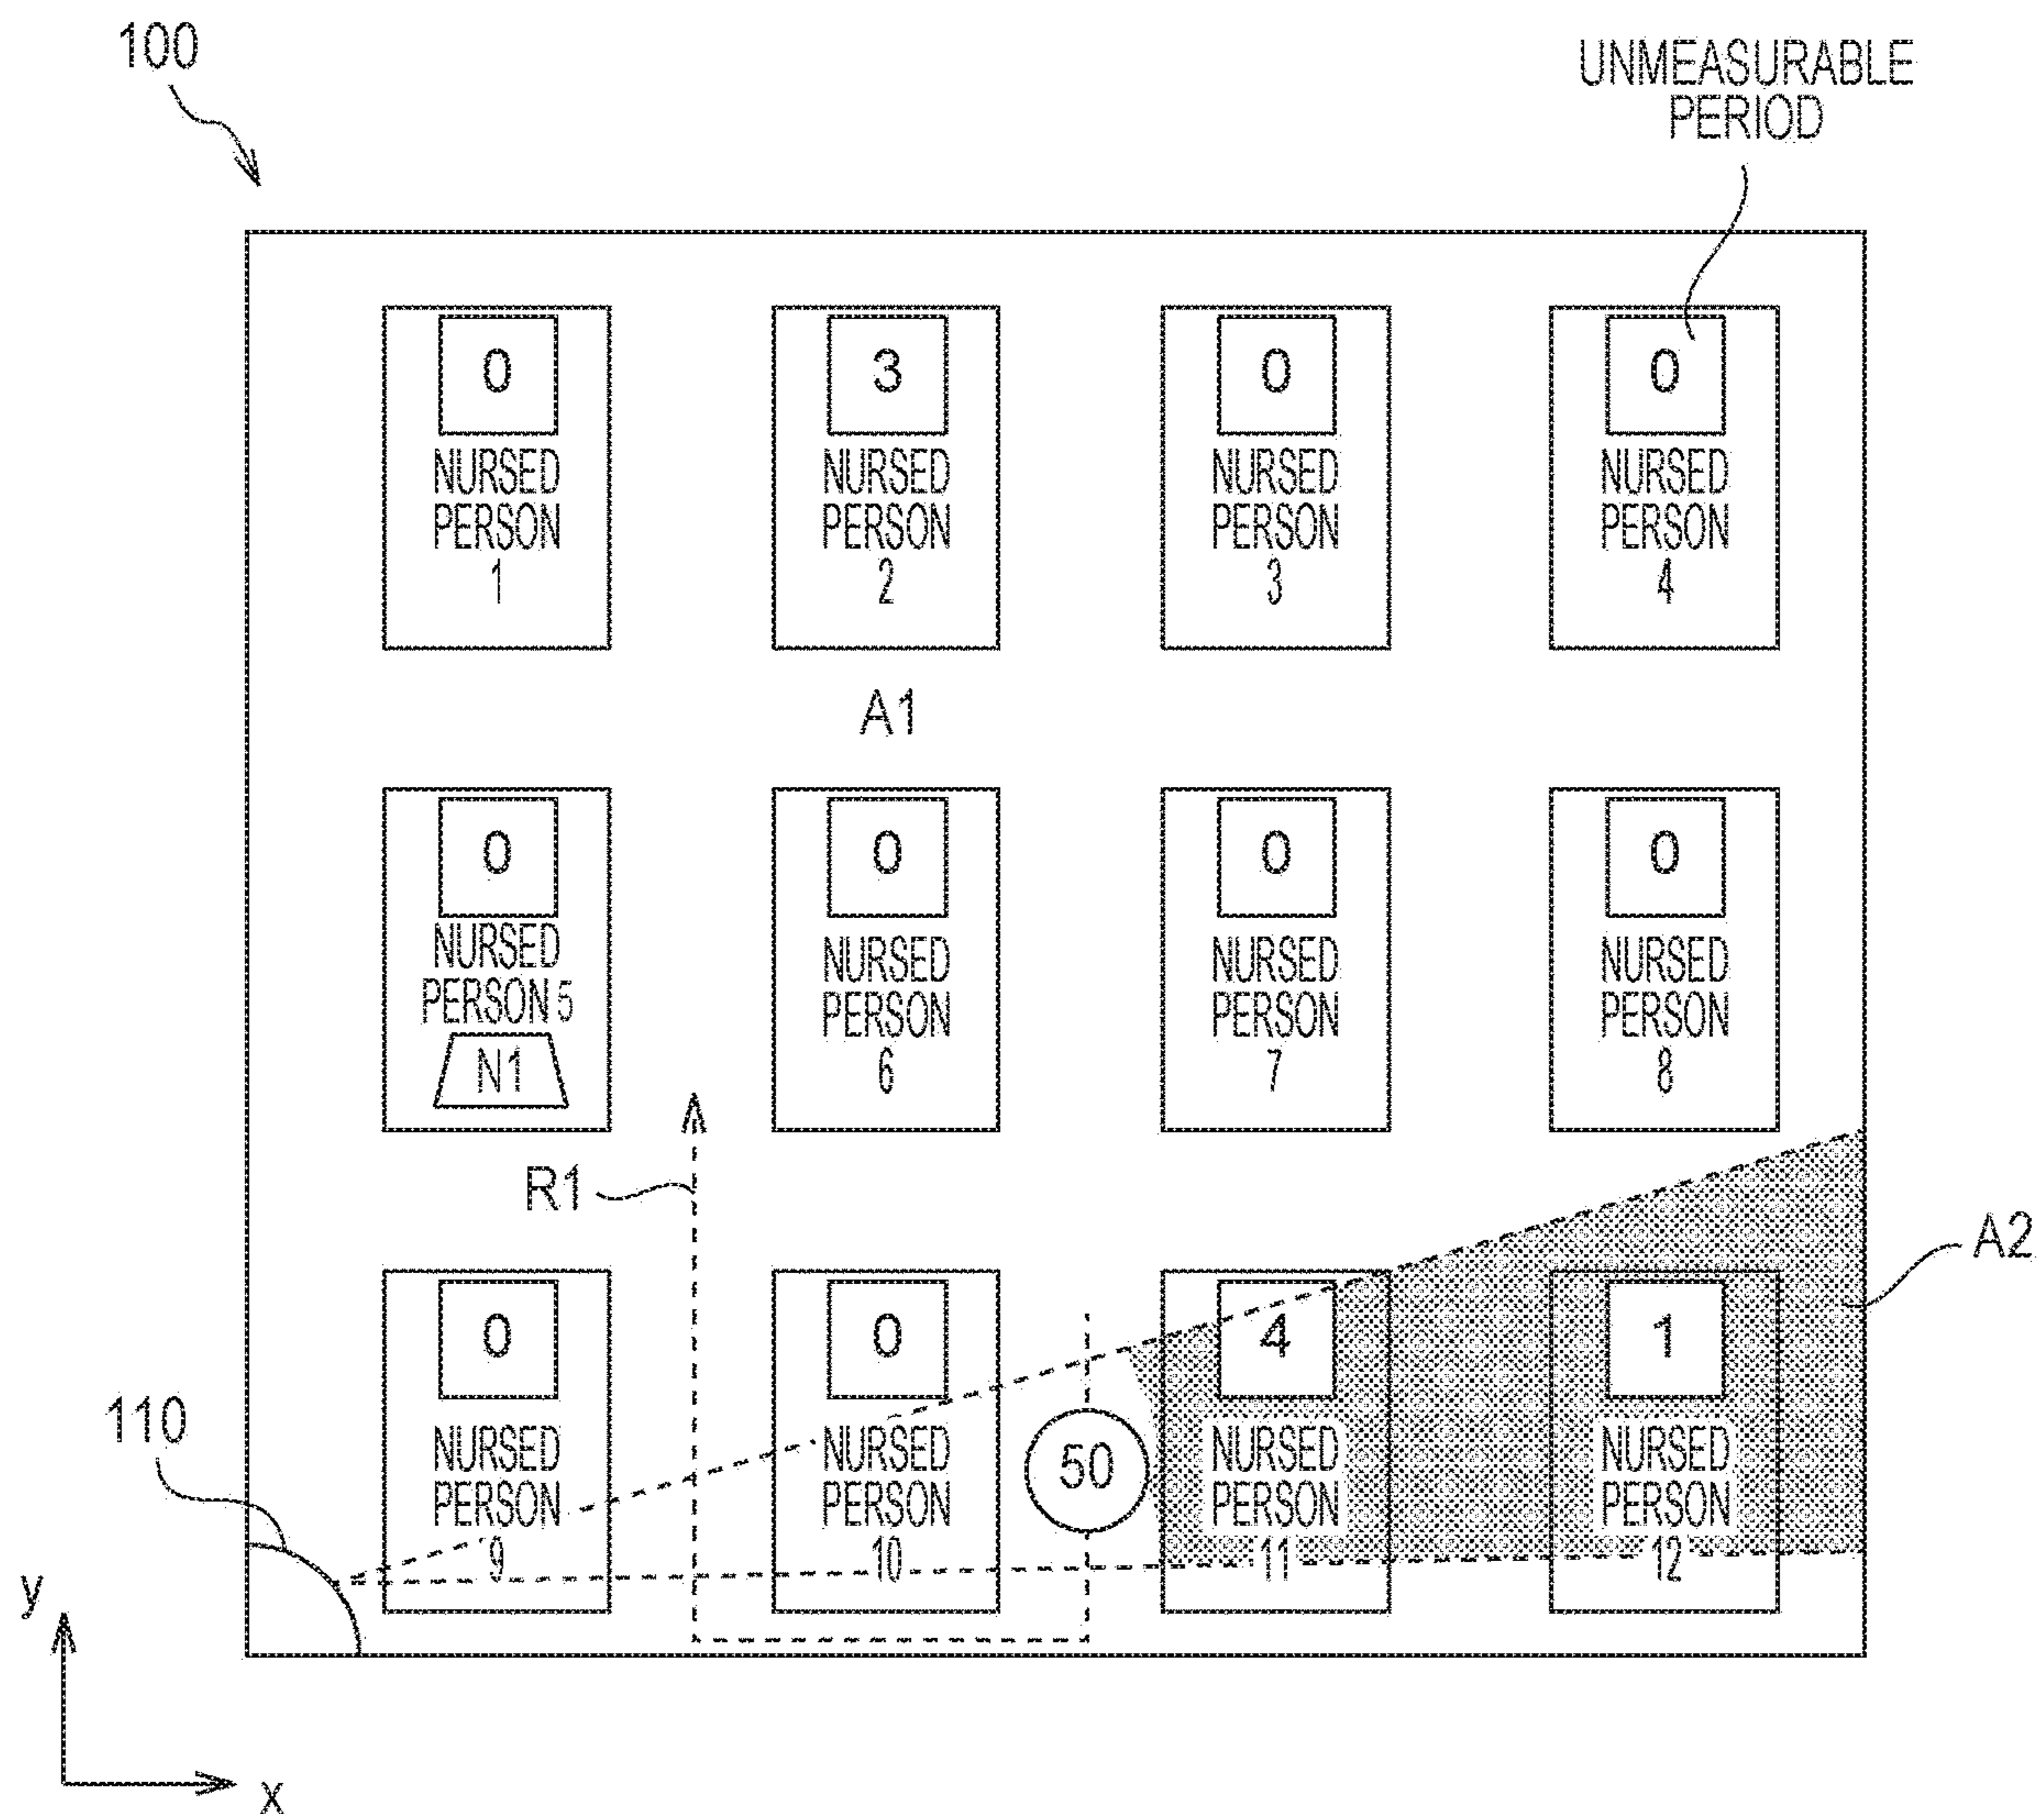 100
UNMEASURABLE
PERIOD
0
3
0
0
NURSED
PERSON
1
NURSED
PERSON
2
NURSED
PERSON
3
NURSED
PERSON
4
A1
0
0
0
0
NURSED
PERSON 5
N1
NURSED
PERSON
6
NURSED
PERSON
7
NURSED
PERSON
8
R1
A2
0
0
4
1
110
NURSED
PERSON
9
NURSED
PERSON
10
50
NURSED
PERSON
11
NURSED
PERSON
12
y
x